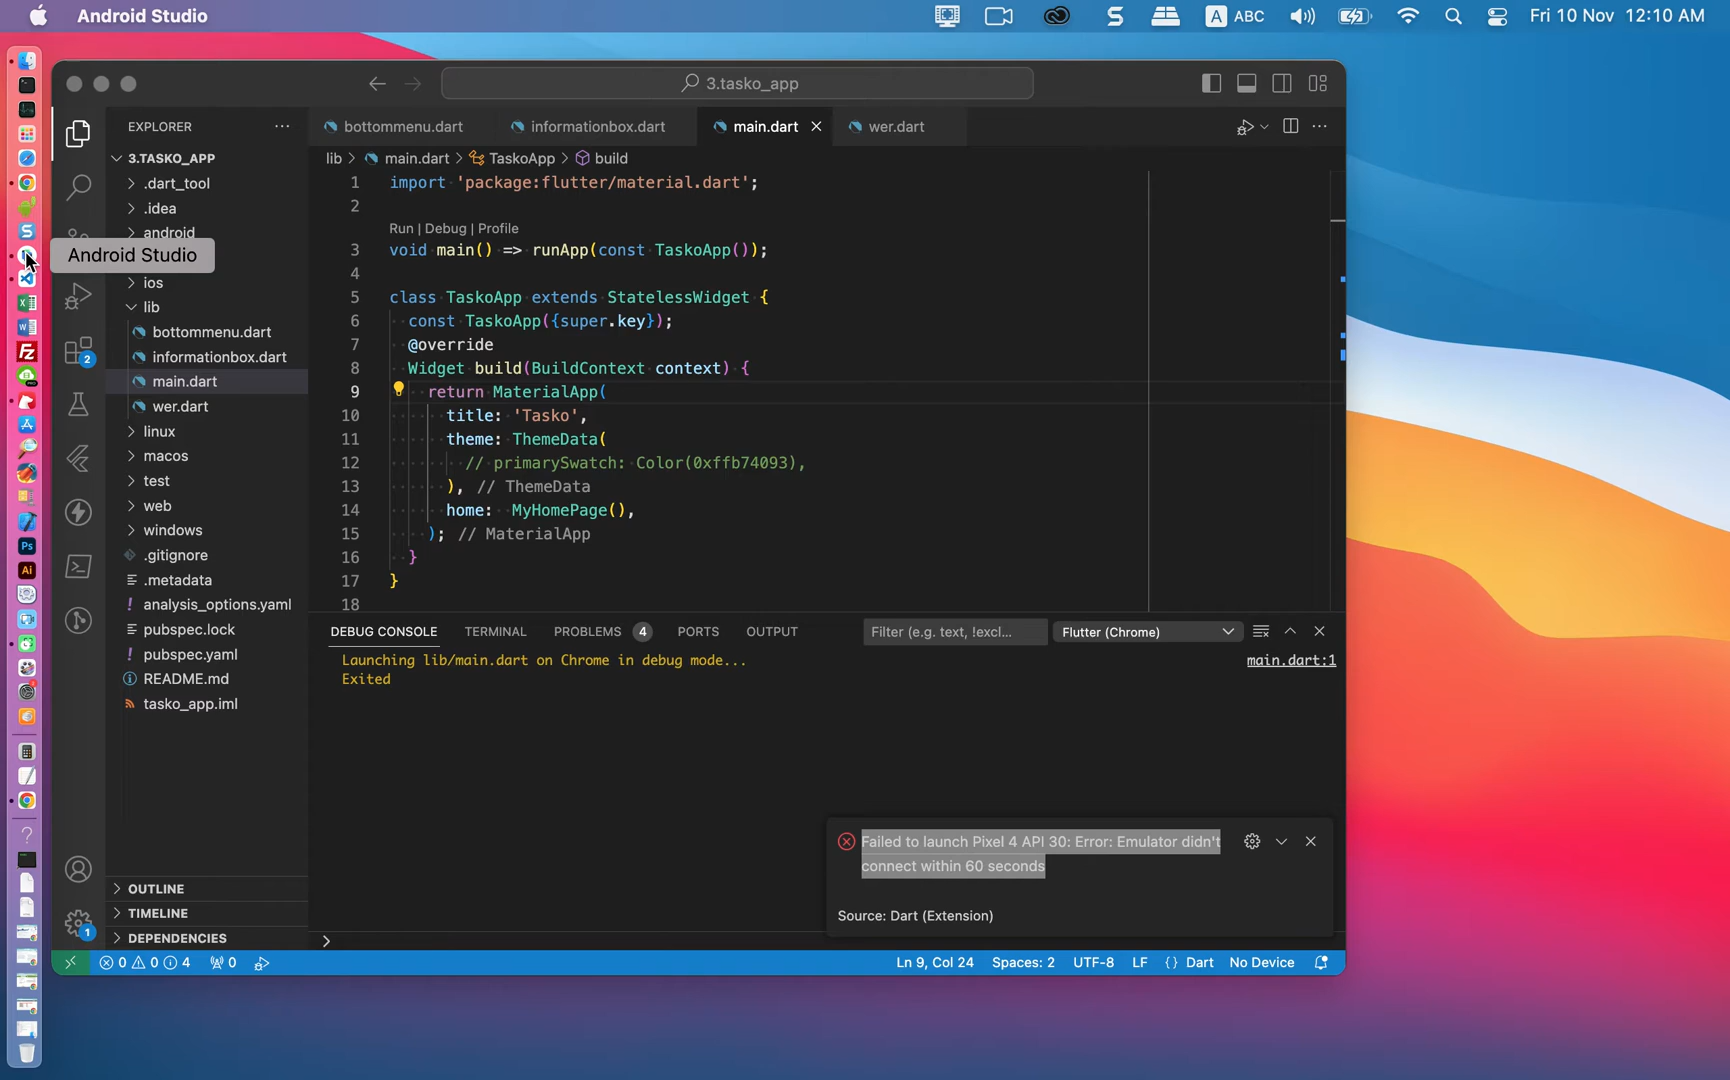 Android Studio
A ABC
Fri 10 Nov 12:10 AM
3.tasko_app
EXPLORER
bottommenu.dart
informationbox.dart
main.dart
wer.dart
lib > main.dart > TaskoApp > build
3.TASKO_APP
.dart_tool
.idea
android
Android Studio
ios
lib
bottommenu.dart
informationbox.dart
main.dart
wer.dart
linux
macos
test
web
windows
.gitignore
.metadata
analysis_options.yaml
pubspec.lock
pubspec.yaml
README.md
tasko_app.iml
OUTLINE
TIMELINE
DEPENDENCIES
1 import 'package:flutter/material.dart';
2
Run | Debug | Profile
3 void main() => runApp(const TaskoApp());
4
5 class TaskoApp extends StatelessWidget {
6 const TaskoApp({super.key});
7 @override
8 Widget build(BuildContext context) {
9 return MaterialApp(
10 title: 'Tasko',
11 theme: ThemeData(
12 // primarySwatch: Color(0xffb74093),
13 ), // ThemeData
14 home: MyHomePage(),
15 ); // MaterialApp
16 }
17 }
18
DEBUG CONSOLE TERMINAL PROBLEMS 4 PORTS OUTPUT
Filter (e.g. text, !excl...
Flutter (Chrome)
Launching lib/main.dart on Chrome in debug mode...
main.dart:1
Exited
Failed to launch Pixel 4 API 30: Error: Emulator didn't
connect within 60 seconds
Source: Dart (Extension)
2
1
Ps
Ai
0 0 4 0
Ln 9, Col 24 Spaces: 2 UTF-8 LF {} Dart No Device